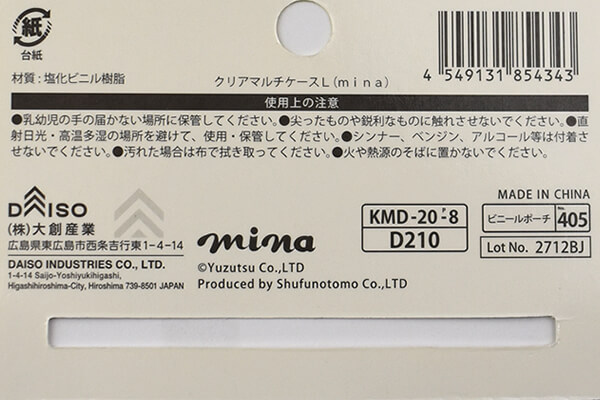 紙
台紙
材質:塩化ビニル樹脂
クリアマルチケースL(mina)
4 549131 854343
使用上の注意
●乳幼児の手の届かない場所に保管してください。●尖ったものや鋭利なものに触れさせないでください。●直
射日光・高温多湿の場所を避けて、使用・保管してください。●シンナー、ベンジン、アルコール等は付着さ
せないでください。●汚れた場合は布で拭き取ってください。●火や熱源のそばに置かないでください。
DAISO
(株)大創産業
広島県東広島市西条吉行東1-4-14
DAISO INDUSTRIES CO., LTD.
1-4-14 Saijo-Yoshiyukihigashi,
Higashihiroshima-City, Hiroshima 739-8501 JAPAN
mina
©Yuzutsu Co.,LTD
Produced by Shufunotomo Co.,LTD
KMD-20-P-8
D210
MADE IN CHINA
ビニールポーチ No. 405
Lot No. 2712BJ